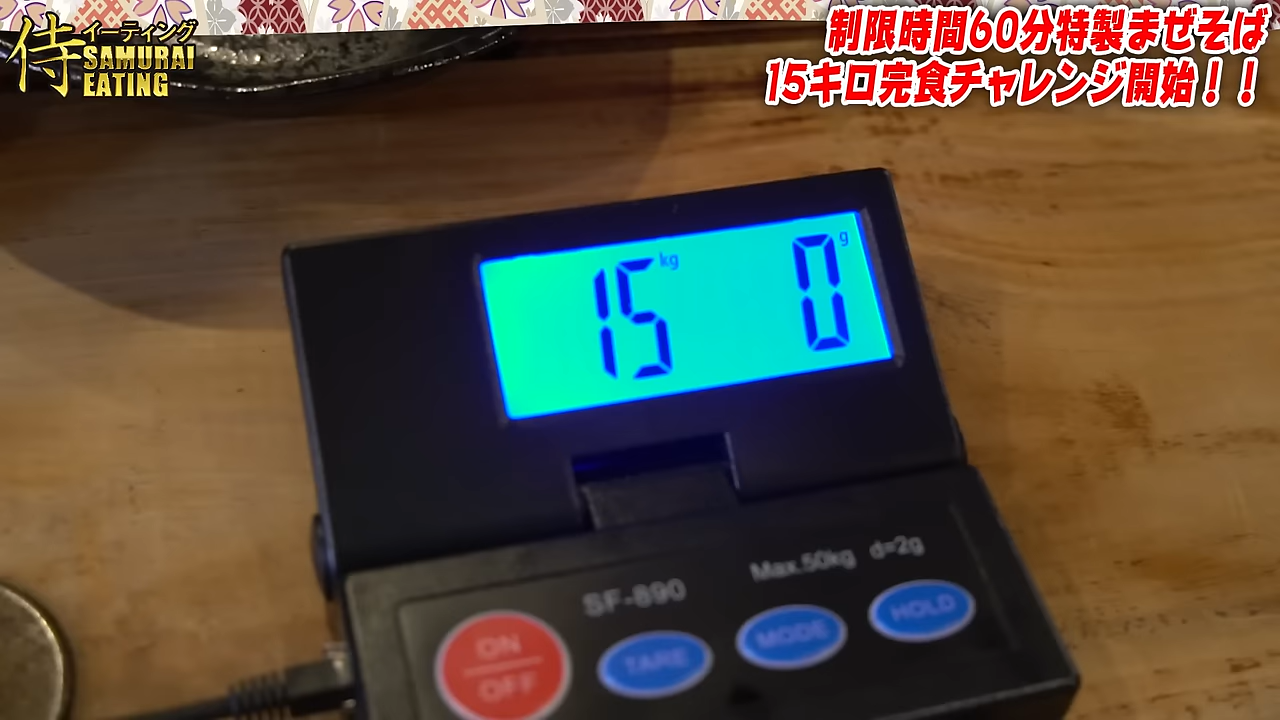 侍イーティング
SAMURAI
EATING
制限時間60分特製まぜそば
15キロ完食チャレンジ開始！！
15 kg 0 g
SF-890
Max.50kg d=2g
ON
OFF
TARE
MODE
HOLD